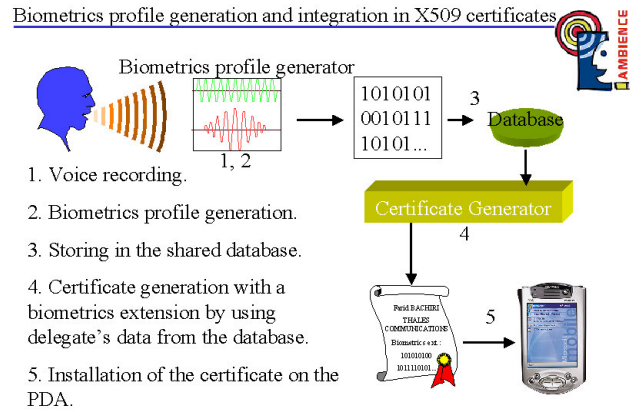 Biometrics profile generation and integration in X509 certificates
AMBIENCE
Biometrics profile generator
1010101
0010111
10101...
3
Database
1, 2
1. Voice recording.
2. Biometrics profile generation.
3. Storing in the shared database.
4. Certificate generation with a
biometrics extension by using
delegate's data from the database.
5. Installation of the certificate on the
PDA.
Certificate Generator
4
Farid BACHIRI
THALES
COMMUNICATIONS
Biometrics ext :
101010100
1011110101...
5
mobile